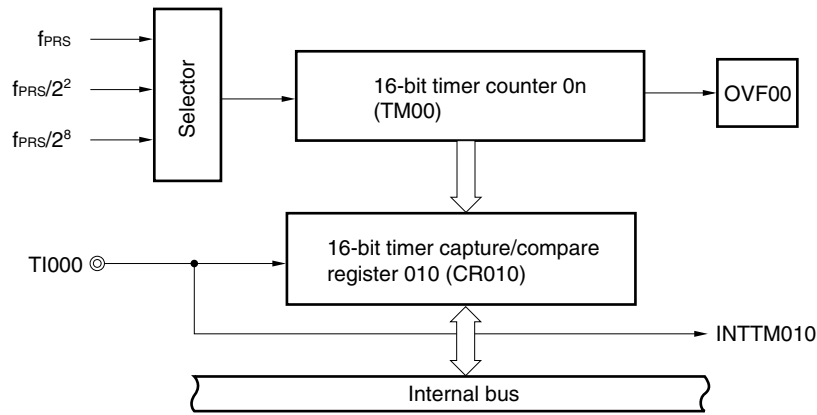 fPRS
fPRS/2²
fPRS/2⁸
Selector
16-bit timer counter 0n
(TM00)
OVF00
16-bit timer capture/compare
register 010 (CR010)
TI000
INTTM010
Internal bus